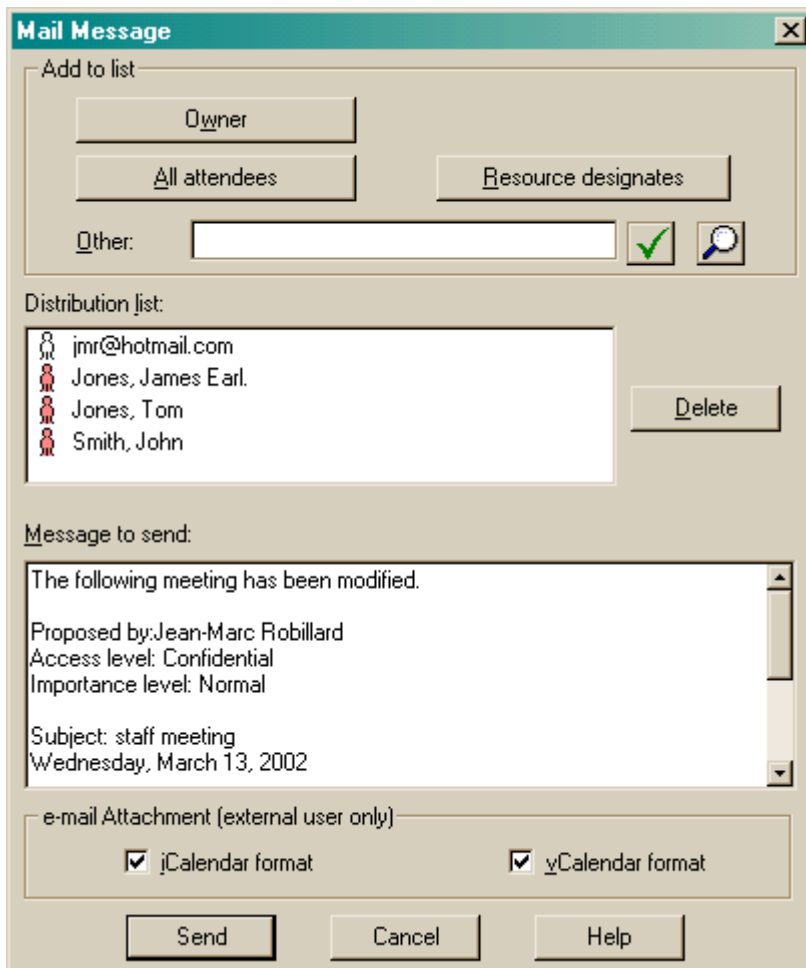 Mail Message
Add to list
Owner
All attendees
Resource designates
Other:
Distribution list:
jmr@hotmail.com
Jones, James Earl.
Jones, Tom
Smith, John
Delete
Message to send:
The following meeting has been modified.
Proposed by:Jean-Marc Robillard
Access level: Confidential
Importance level: Normal
Subject: staff meeting
Wednesday, March 13, 2002
e-mail Attachment (external user only)
iCalendar format
vCalendar format
Send
Cancel
Help